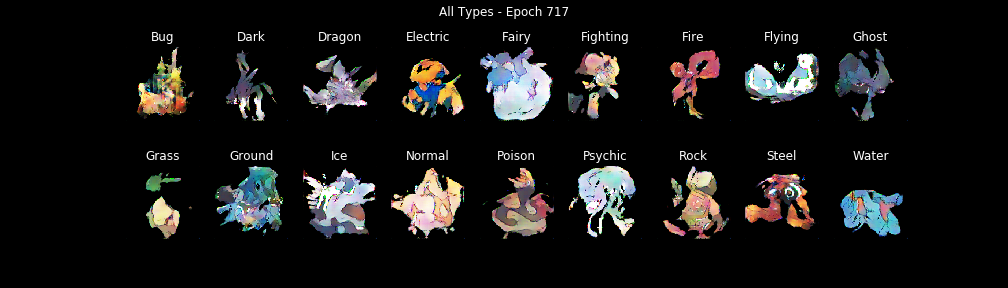 All Types - Epoch 717
Bug Dark Dragon Electric Fairy Fighting Fire Flying Ghost
Grass Ground Ice Normal Poison Psychic Rock Steel Water